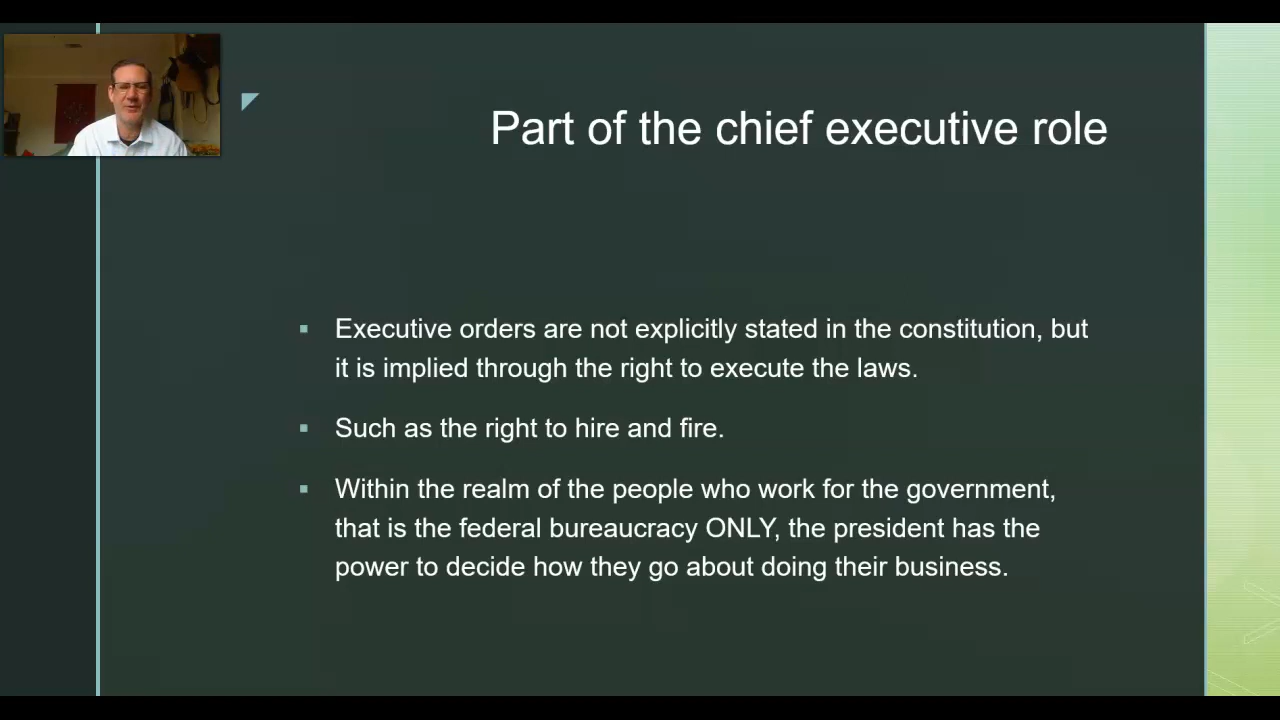 Part of the chief executive role
Executive orders are not explicitly stated in the constitution, but
it is implied through the right to execute the laws.
Such as the right to hire and fire.
Within the realm of the people who work for the government,
that is the federal bureaucracy ONLY, the president has the
power to decide how they go about doing their business.